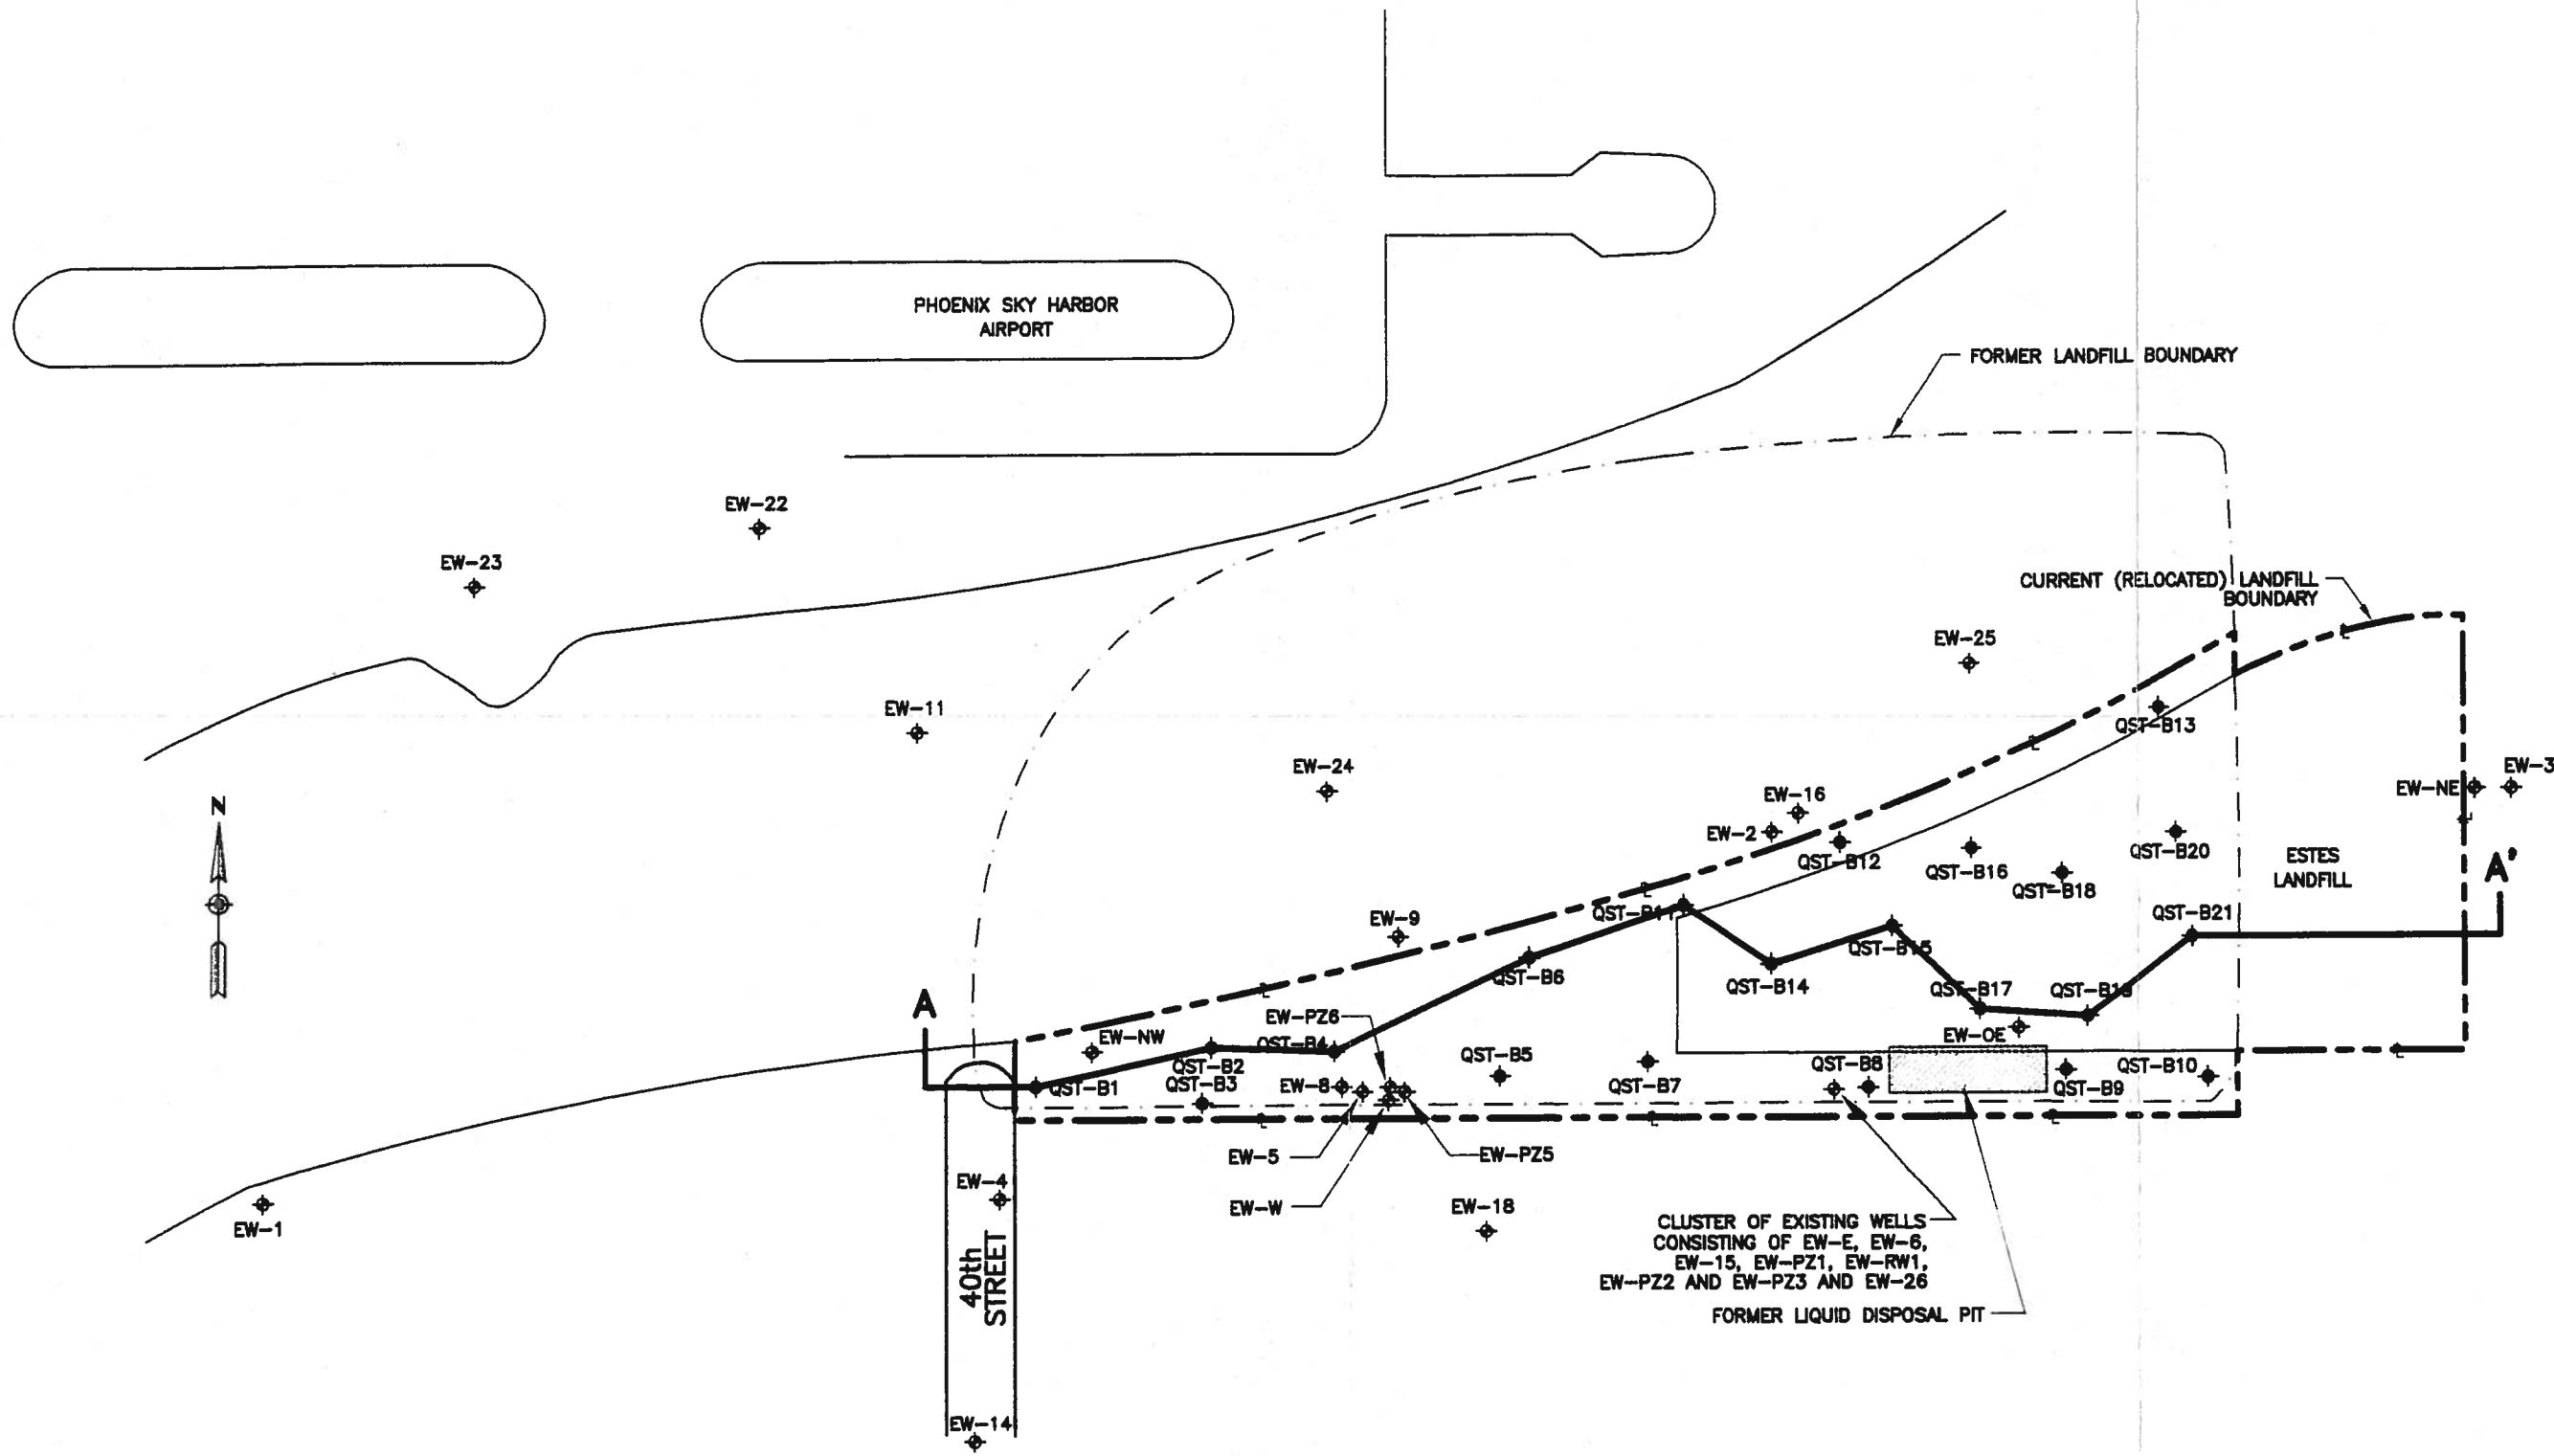 PHOENIX SKY HARBOR
AIRPORT
FORMER LANDFILL BOUNDARY
EW-22
EW-23
CURRENT (RELOCATED) LANDFILL
BOUNDARY
EW-25
EW-11
QST-B13
EW-24
EW-3
EW-NE
N
EW-16
EW-2
QST-B12
QST-B16
QST-B18
QST-B20
ESTES
LANDFILL
A'
QST-B11
EW-9
QST-B21
QST-B15
QST-B6
QST-B14
QST-B17
A
EW-PZ6
EW-NW
QST-B4
EW-OE
QST-B5
QST-B2
QST-B3
QST-B1
EW-8
QST-B7
QST-B8
QST-B9
QST-B10
EW-5
EW-PZ5
EW-4
EW-W
EW-18
EW-1
40th
STREET
CLUSTER OF EXISTING WELLS
CONSISTING OF EW-E, EW-6,
EW-15, EW-PZ1, EW-RW1,
EW-PZ2 AND EW-PZ3 AND EW-26
FORMER LIQUID DISPOSAL PIT
EW-14